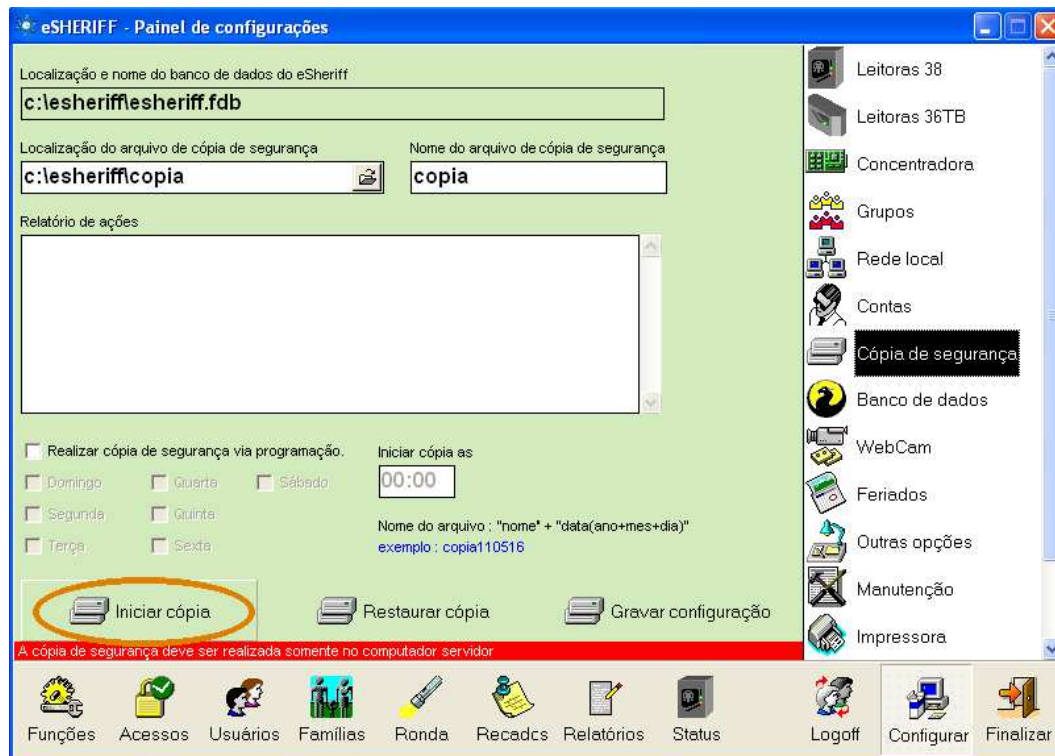 eSHERIFF - Painel de configurações
Localização e nome do banco de dados do eSheriff
c:\esheriff\esheriff.fdb
Localização do arquivo de cópia de segurança
Nome do arquivo de cópia de segurança
c:\esheriff\copia
copia
Relatório de ações
Realizar cópia de segurança via programação.
Iniciar cópia as
Domingo
Quarta
Sábado
00:00
Segunda
Quinta
Nome do arquivo : "nome" + "data(ano+mes+dia)"
Terça
Sexta
exemplo : copia110516
Iniciar cópia
Restaurar cópia
Gravar configuração
A cópia de segurança deve ser realizada somente no computador servidor
Leitoras 38
Leitoras 36TB
Concentradora
Grupos
Rede local
Contas
Cópia de segurança
Banco de dados
WebCam
Feriados
Outras opções
Manutenção
Impressora
Funções
Acessos
Usuários
Famílias
Ronda
Recados
Relatórios
Status
Logoff
Configurar
Finalizar